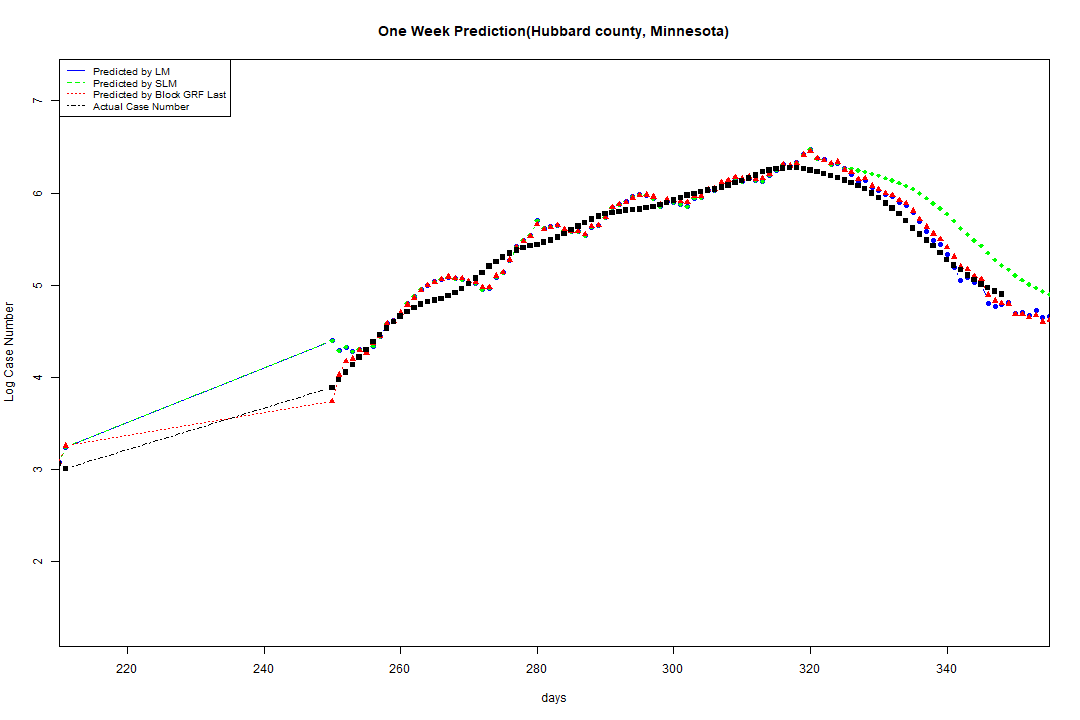 One Week Prediction(Hubbard county, Minnesota)
Predicted by LM
Predicted by SLM
Predicted by Block GRF Last
Actual Case Number
7
6
5
4
3
2
Log Case Number
220 240 260 280 300 320 340
days